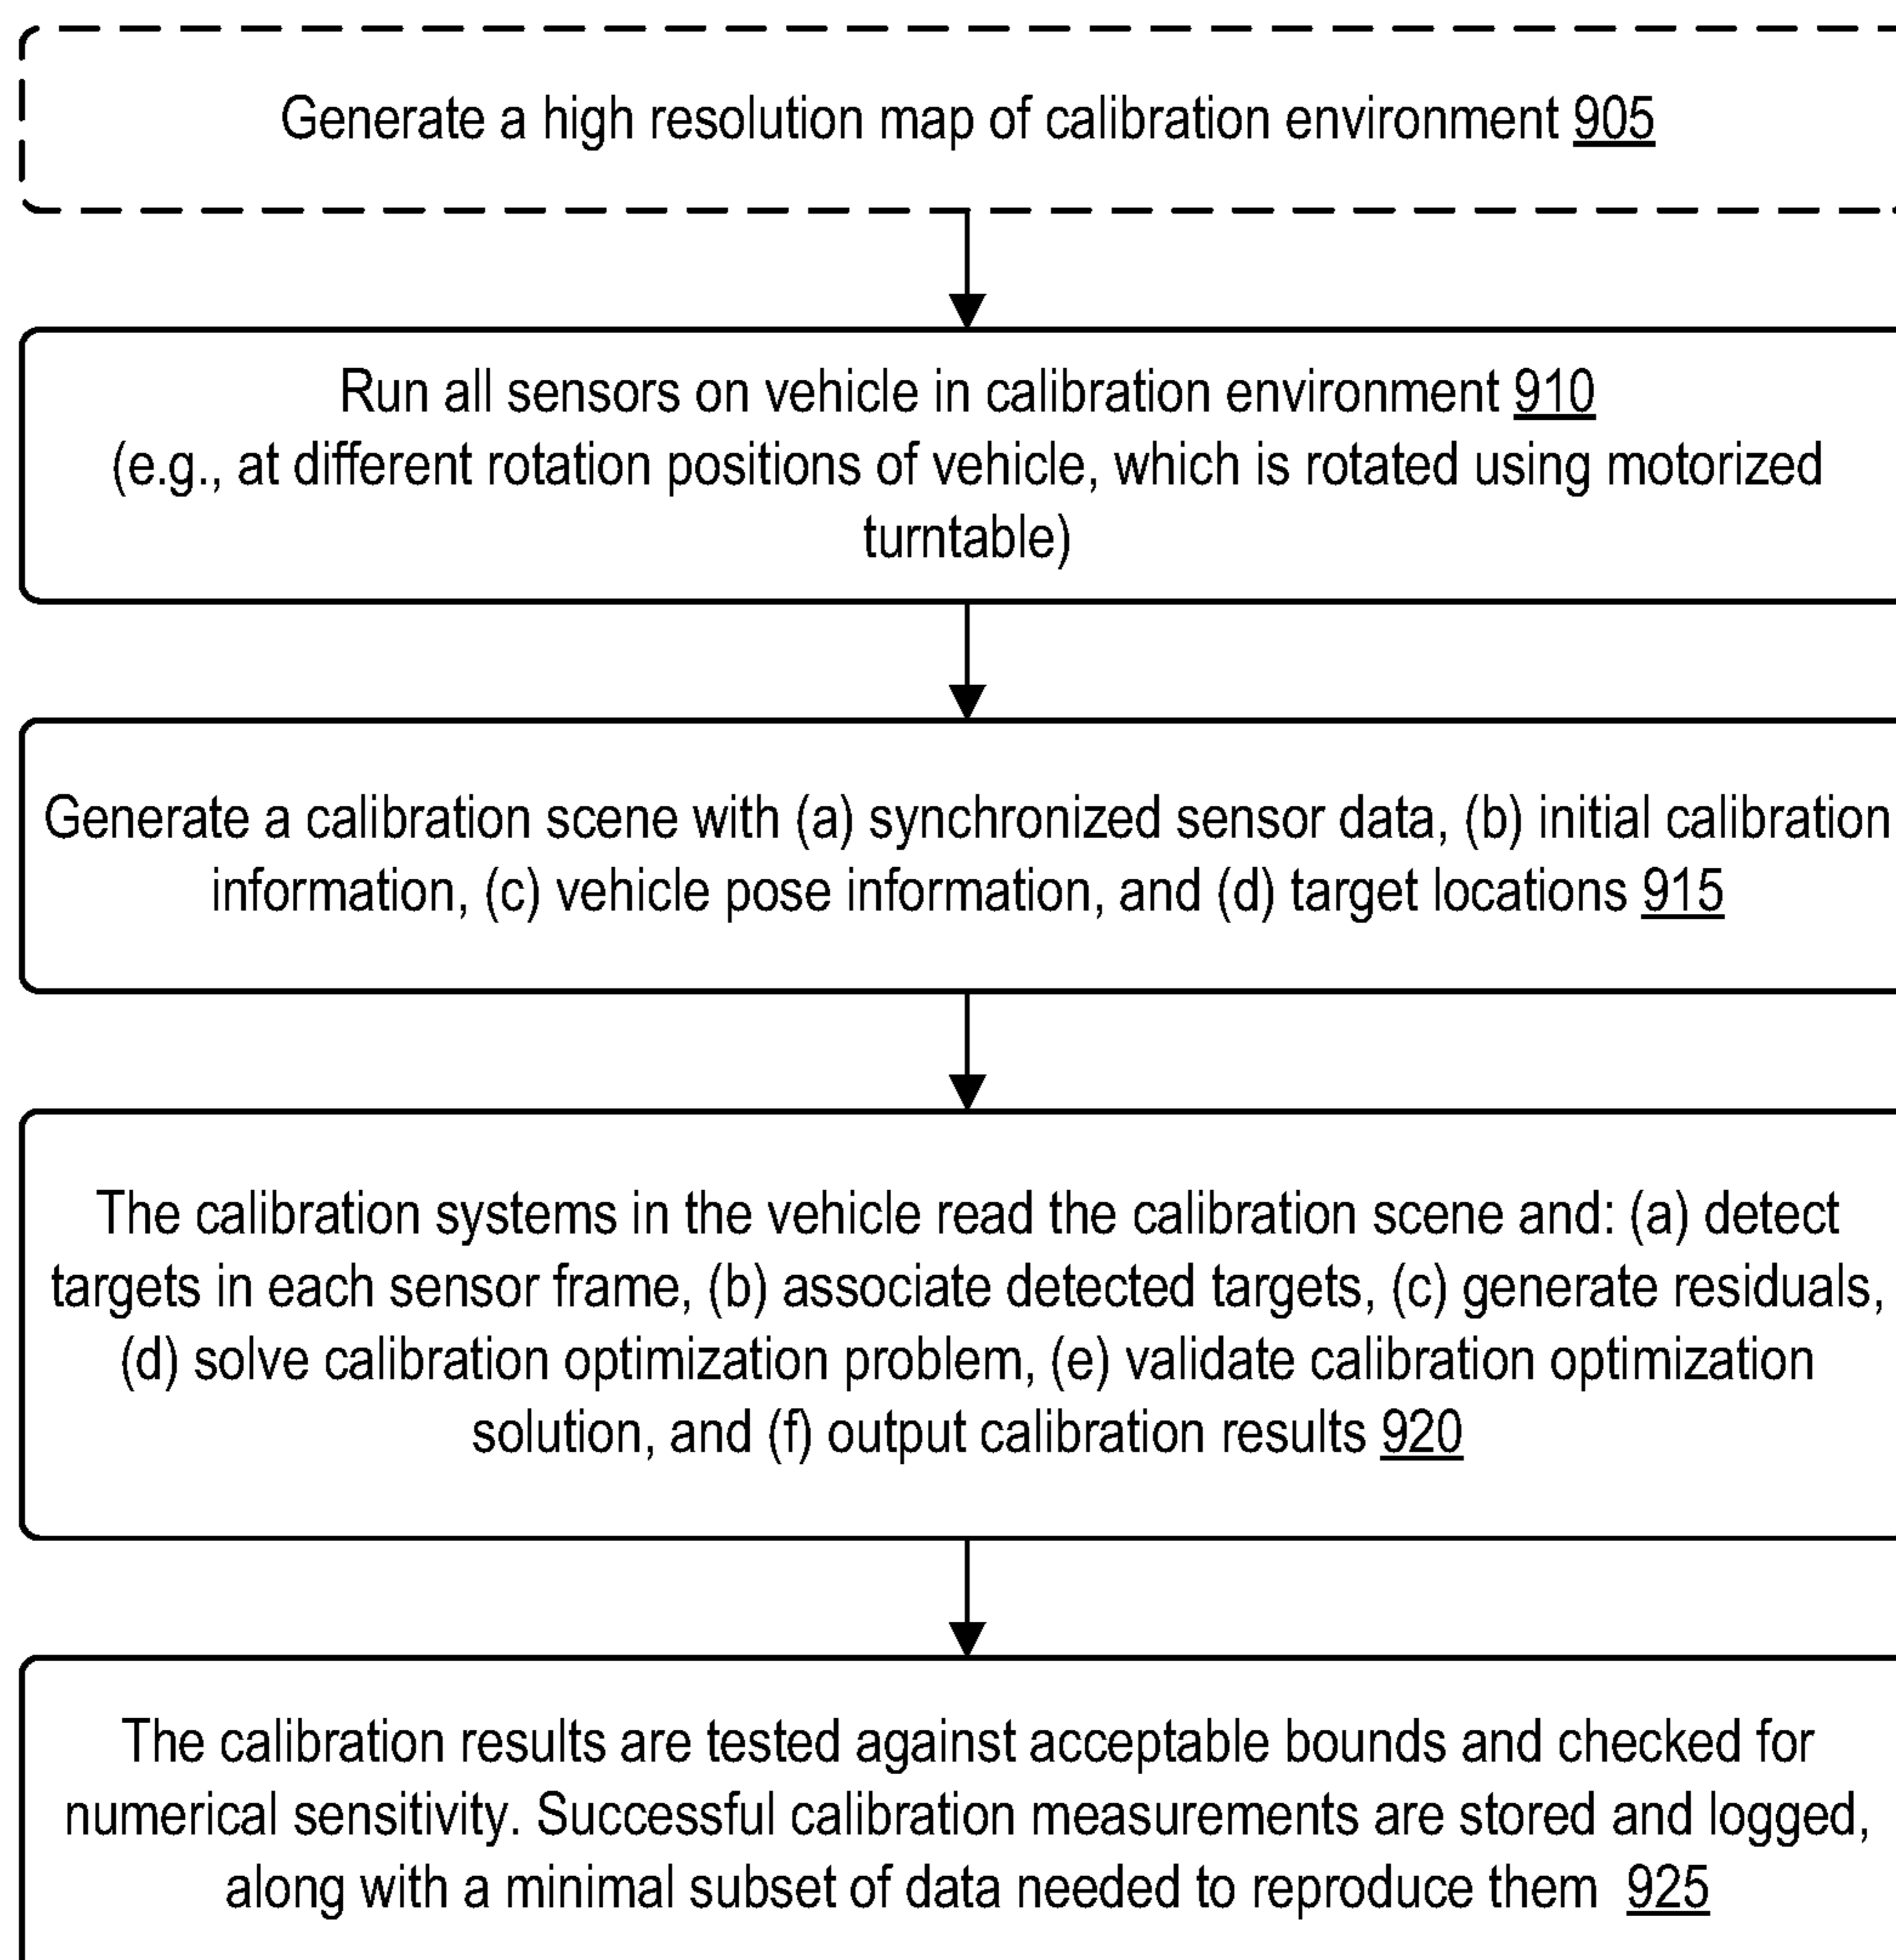 Generate a high resolution map of calibration environment 905
Run all sensors on vehicle in calibration environment 910
(e.g., at different rotation positions of vehicle, which is rotated using motorized
turntable)
Generate a calibration scene with (a) synchronized sensor data, (b) initial calibration
information, (c) vehicle pose information, and (d) target locations 915
The calibration systems in the vehicle read the calibration scene and: (a) detect
targets in each sensor frame, (b) associate detected targets, (c) generate residuals,
(d) solve calibration optimization problem, (e) validate calibration optimization
solution, and (f) output calibration results 920
The calibration results are tested against acceptable bounds and checked for
numerical sensitivity. Successful calibration measurements are stored and logged,
along with a minimal subset of data needed to reproduce them 925